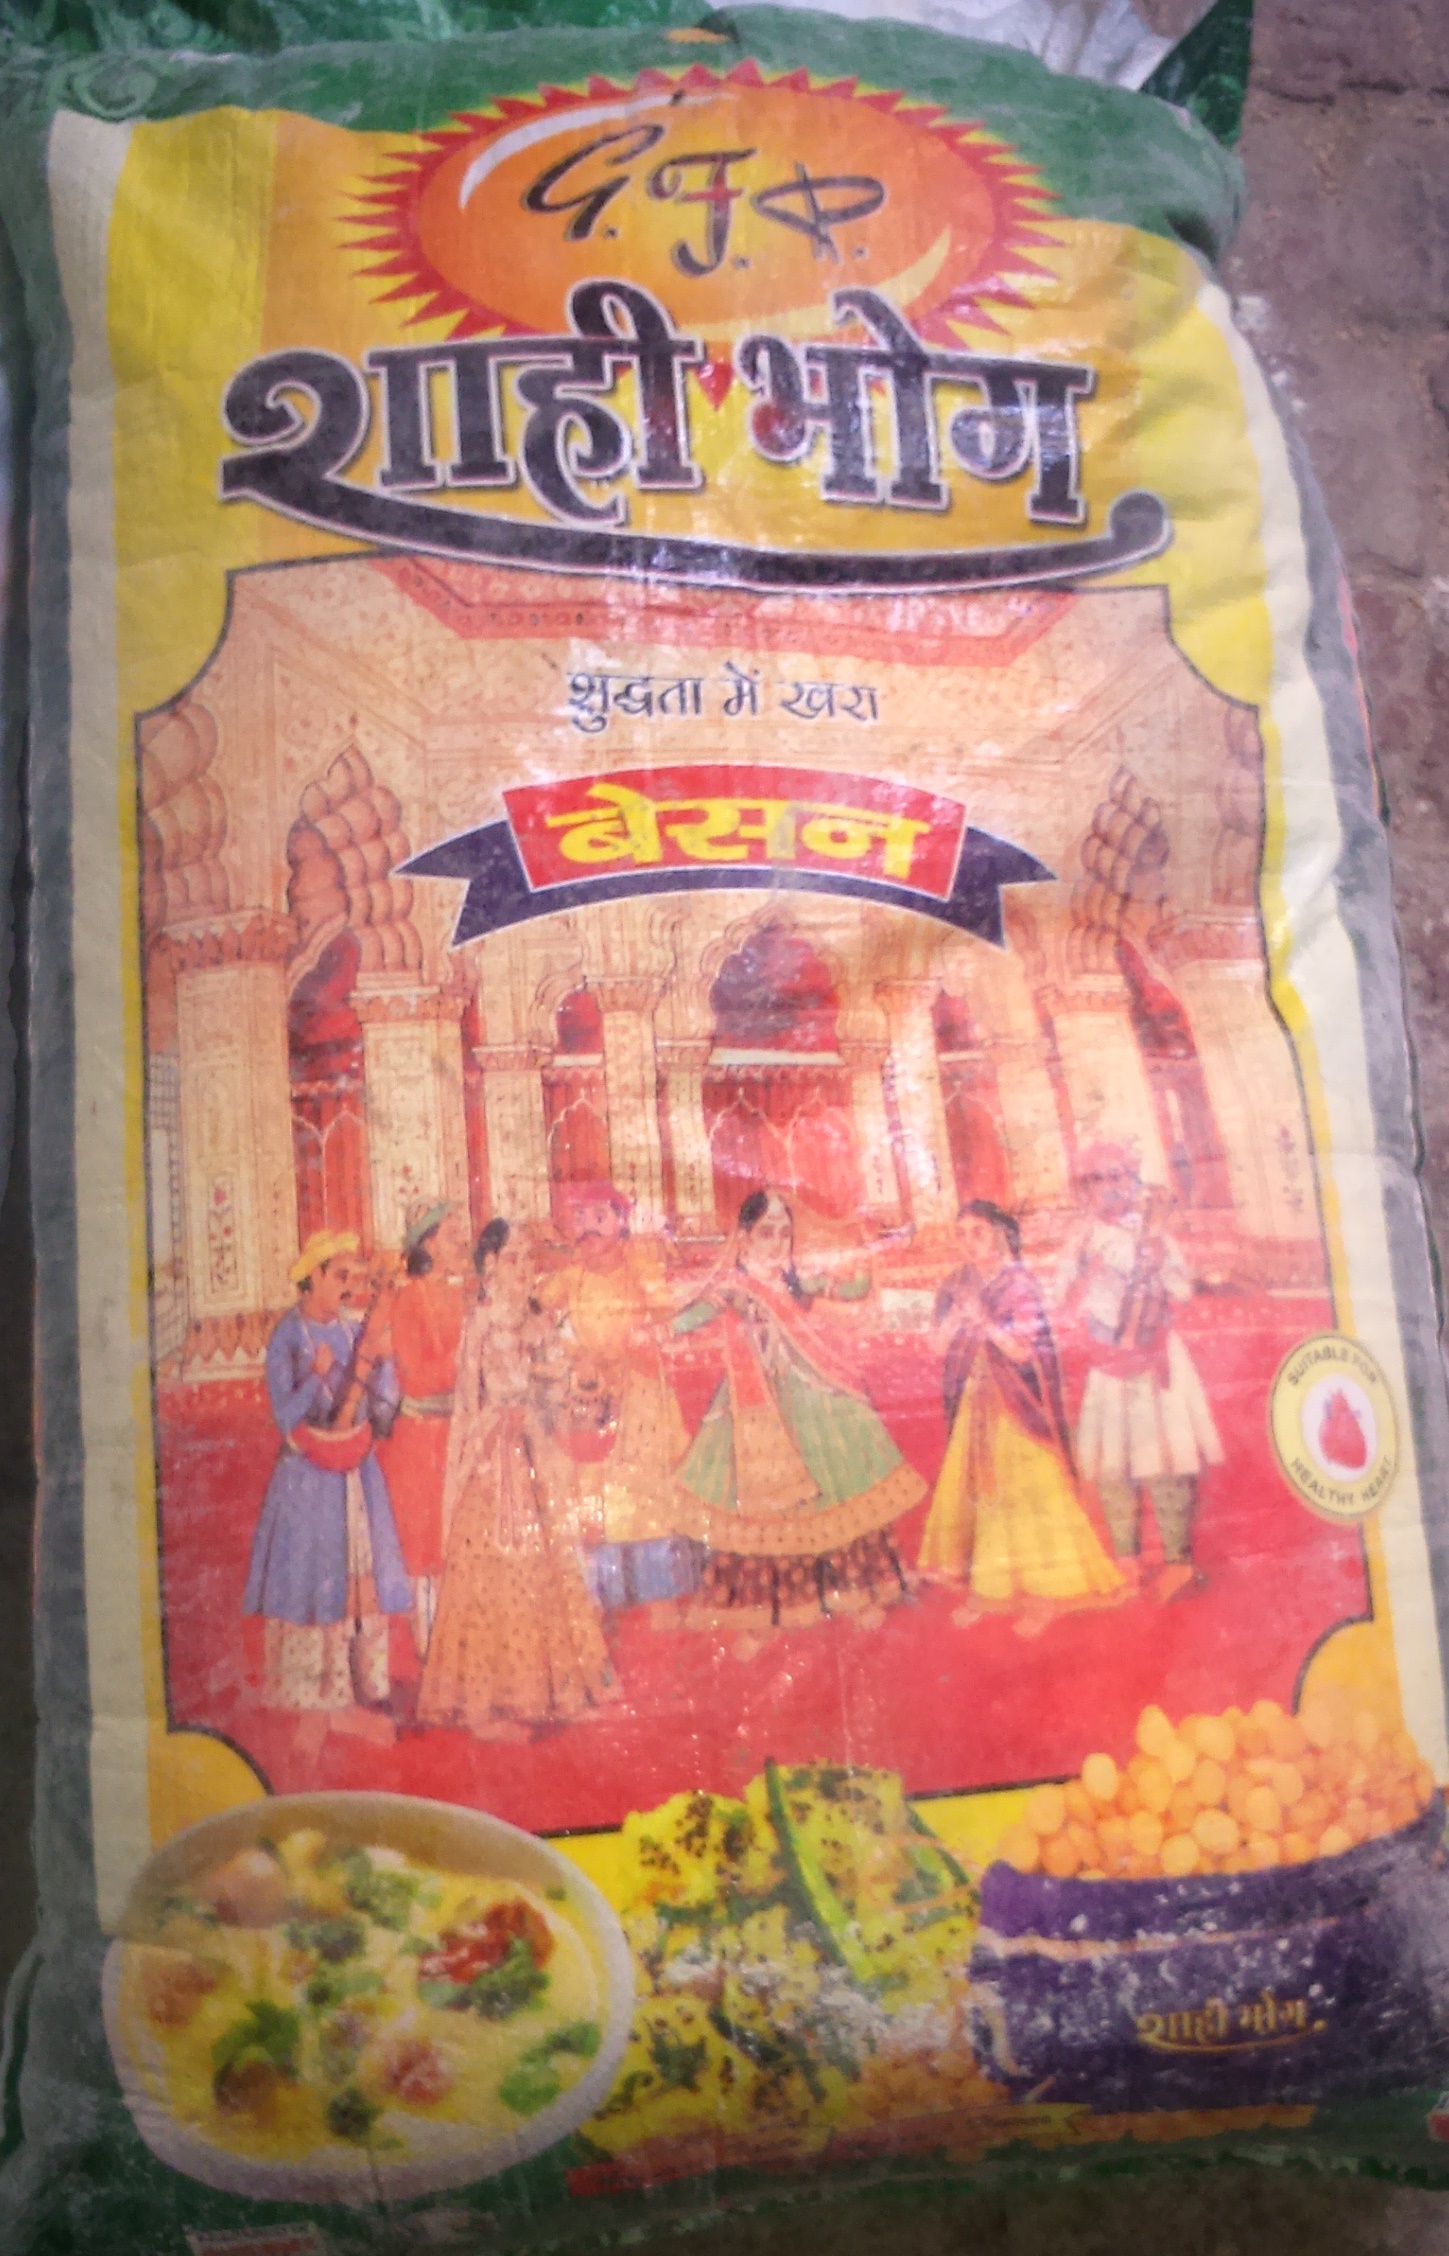 G.J.R.
शाही भोग
शुद्धता में खरा
बेसन
SUITABLE FOR
HEALTHY HEART
शाही भोग